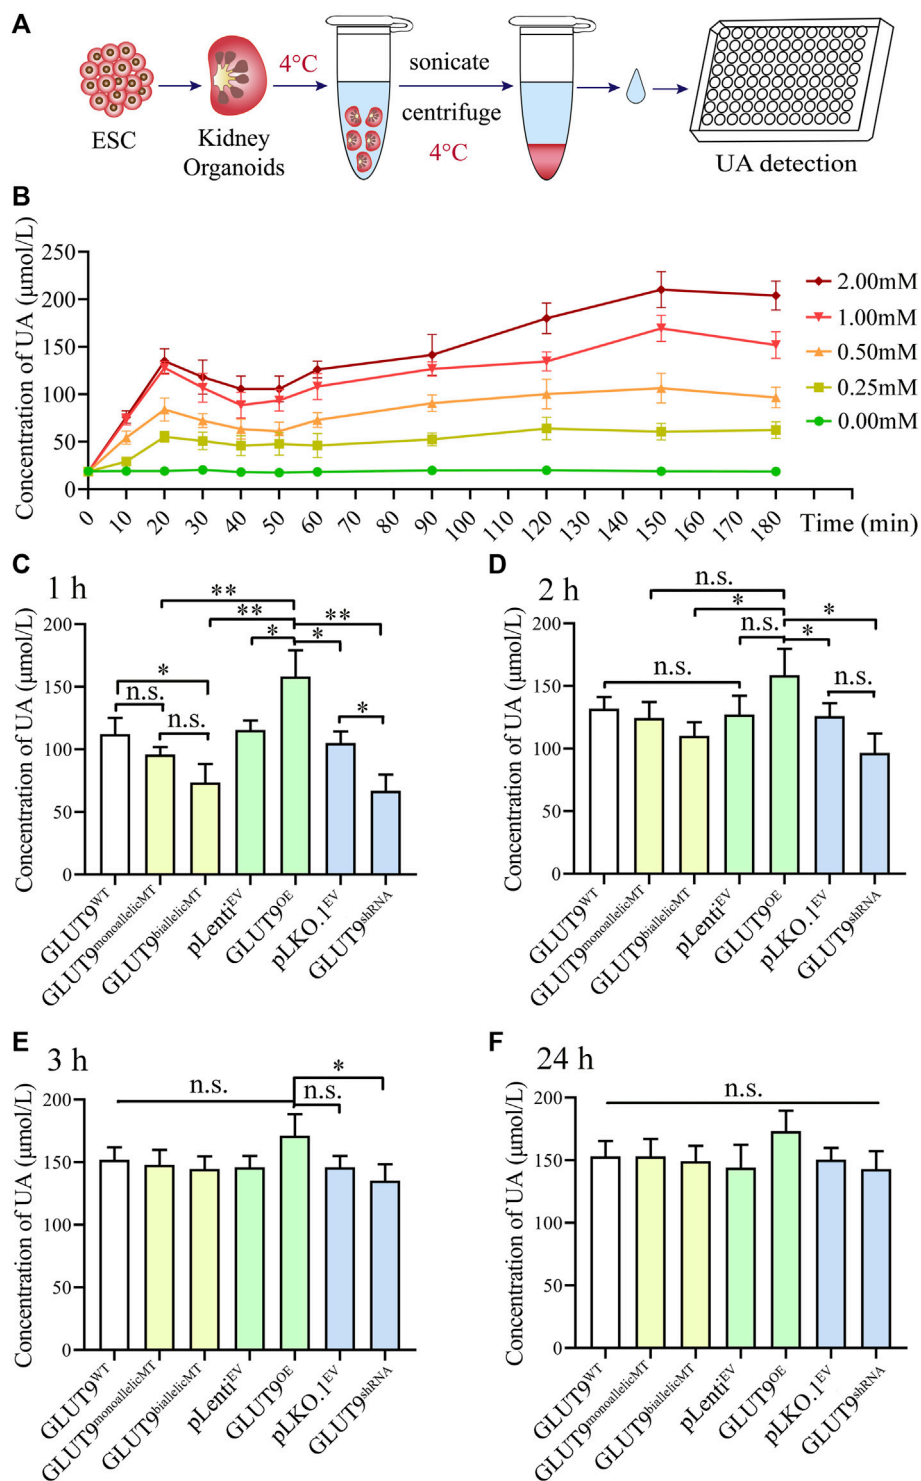 A
ESC
Kidney
Organoids
4°C
sonicate
centrifuge
4°C
UA detection
B
Concentration of UA (μmol/L)
250
200
150
100
50
0
0 10 20 30 40 50 60 70 80 90 100 110 120 130 140 150 160 170 180 Time (min)
2.00mM
1.00mM
0.50mM
0.25mM
0.00mM
C
1 h
Concentration of UA (μmol/L)
200
150
100
50
0
**
**
**
*
*
*
n.s.
n.s.
*
GLUT9WT
GLUT9monoallelicMT
GLUT9biallelicMT
pLentiEV
GLUT9OE
pLKO.1EV
GLUT9shRNA
D
2 h
Concentration of UA (μmol/L)
200
150
100
50
0
n.s.
*
*
n.s.
*
n.s.
n.s.
GLUT9WT
GLUT9monoallelicMT
GLUT9biallelicMT
pLentiEV
GLUT9OE
pLKO.1EV
GLUT9shRNA
E
3 h
Concentration of UA (μmol/L)
200
150
100
50
0
*
n.s.
n.s.
GLUT9WT
GLUT9monoallelicMT
GLUT9biallelicMT
pLentiEV
GLUT9OE
pLKO.1EV
GLUT9shRNA
F
24 h
Concentration of UA (μmol/L)
200
150
100
50
0
n.s.
GLUT9WT
GLUT9monoallelicMT
GLUT9biallelicMT
pLentiEV
GLUT9OE
pLKO.1EV
GLUT9shRNA